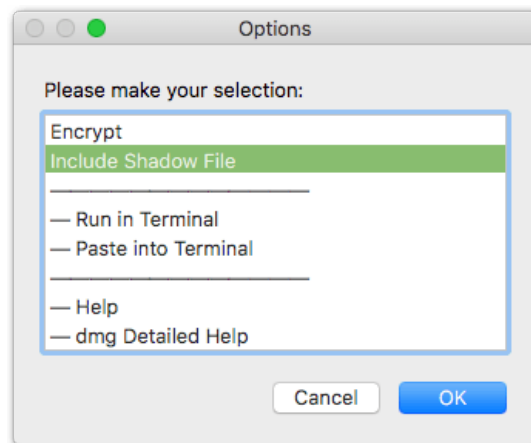 Options
Please make your selection:
Encrypt
Include Shadow File
————————————————
— Run in Terminal
— Paste into Terminal
————————————————
— Help
— dmg Detailed Help
Cancel
OK